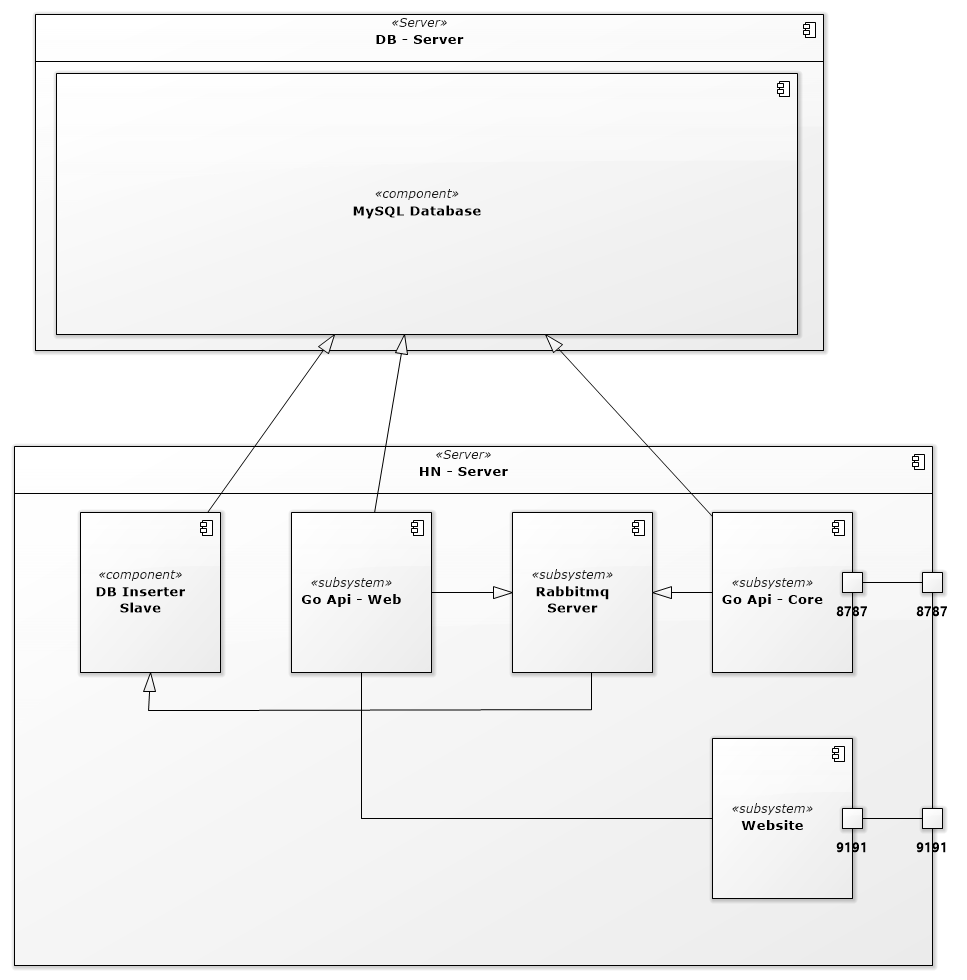 «Server»
DB - Server
«component»
MySQL Database
«Server»
HN - Server
«component»
DB Inserter
Slave
«subsystem»
Go Api - Web
«subsystem»
Rabbitmq
Server
«subsystem»
Go Api - Core
8787
8787
«subsystem»
Website
9191
9191